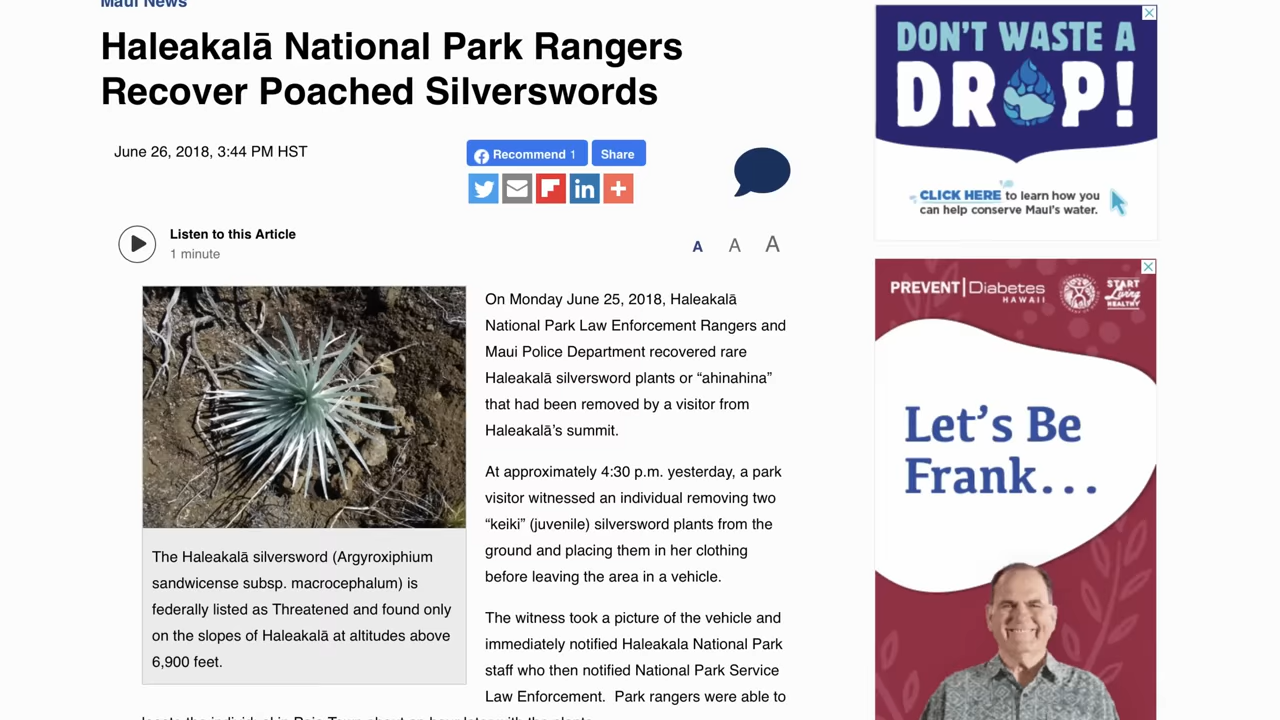 Maui News
Haleakalā National Park Rangers
Recover Poached Silverswords
June 26, 2018, 3:44 PM HST
Recommend 1
Share
Listen to this Article
1 minute
A A A
The Haleakalā silversword (Argyroxiphium
sandwicense subsp. macrocephalum) is
federally listed as Threatened and found only
on the slopes of Haleakalā at altitudes above
6,900 feet.
On Monday June 25, 2018, Haleakalā
National Park Law Enforcement Rangers and
Maui Police Department recovered rare
Haleakalā silversword plants or “ahinahina”
that had been removed by a visitor from
Haleakalā’s summit.
At approximately 4:30 p.m. yesterday, a park
visitor witnessed an individual removing two
“keiki” (juvenile) silversword plants from the
ground and placing them in her clothing
before leaving the area in a vehicle.
The witness took a picture of the vehicle and
immediately notified Haleakala National Park
staff who then notified National Park Service
Law Enforcement.  Park rangers were able to
DON'T WASTE A
DROP!
CLICK HERE to learn how you
can help conserve Maui's water.
PREVENT|Diabetes
HAWAII
START
Living
HEALTHY
Let's Be
Frank...